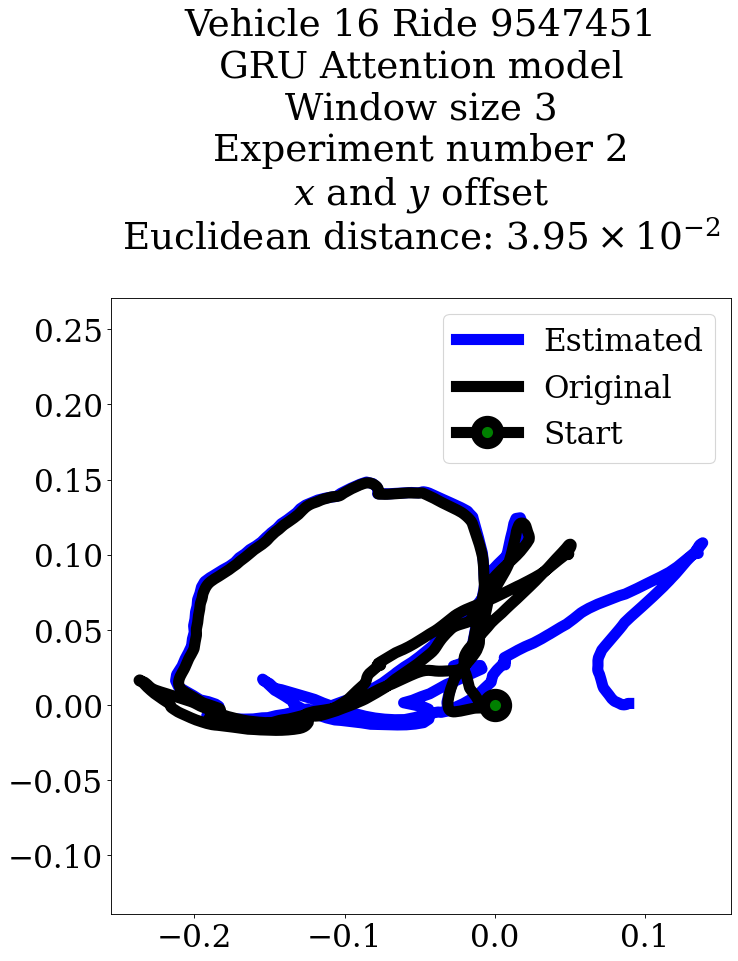 Vehicle 16 Ride 9547451
GRU Attention model
Window size 3
Experiment number 2
x and y offset
Euclidean distance: 3.95 × 10⁻²
Estimated
Original
Start
0.25
0.20
0.15
0.10
0.05
0.00
−0.05
−0.10
−0.2 −0.1 0.0 0.1